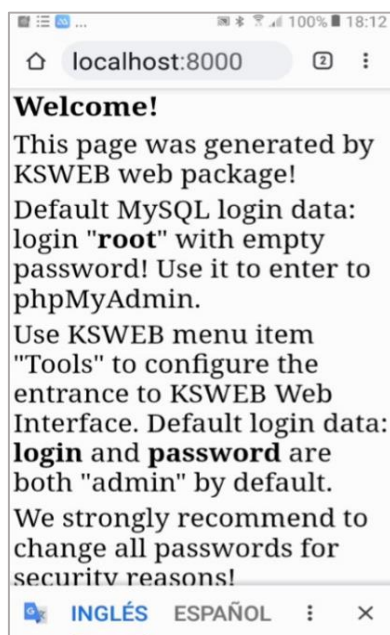 ... 100% 18:12
localhost:8000 2
Welcome!
This page was generated by
KSWEB web package!
Default MySQL login data:
login "root" with empty
password! Use it to enter to
phpMyAdmin.
Use KSWEB menu item
"Tools" to configure the
entrance to KSWEB Web
Interface. Default login data:
login and password are
both "admin" by default.
We strongly recommend to
change all passwords for
security reasons!
INGLÉS ESPAÑOL